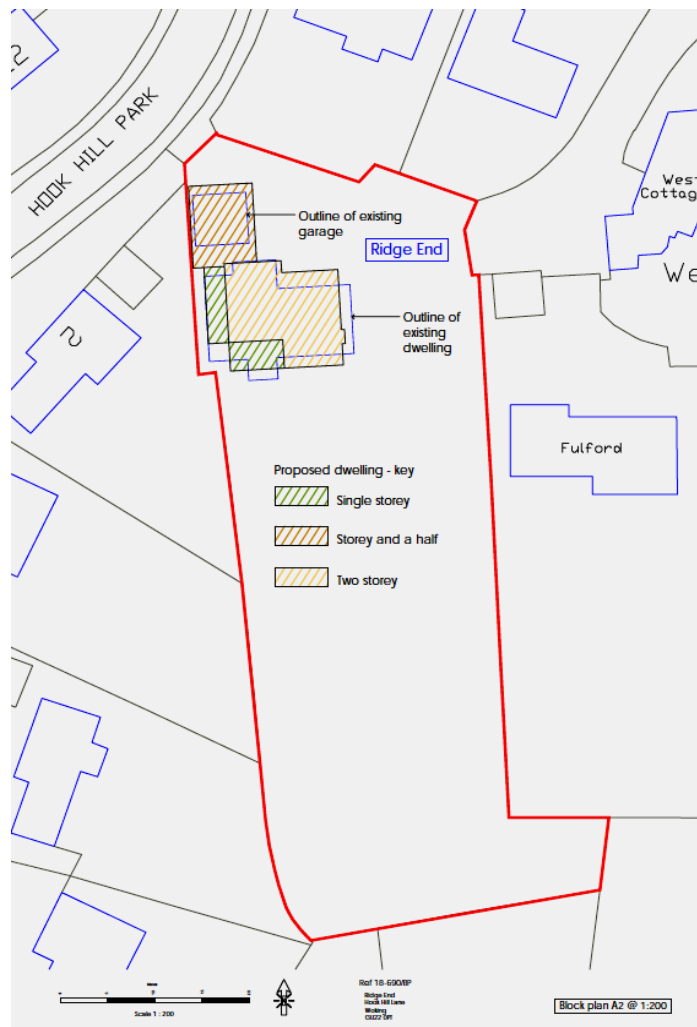 HOOK HILL PARK
West
Cottag
Outline of existing
garage
Ridge End
We
Outline of
existing
dwelling
2
Fulford
Proposed dwelling - key
Single storey
Storey and a half
Two storey
Scale 1 : 200
Ref 18-690/BP
Ridge End
Hook Hill Lane
Woking
Block plan A2 @ 1:200